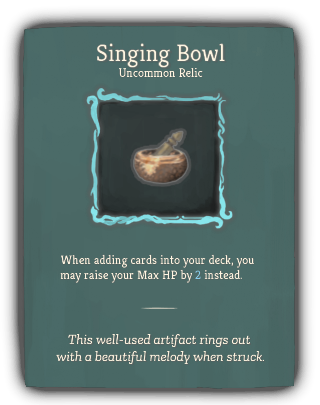 Singing Bowl
Uncommon Relic
When adding cards into your deck, you
may raise your Max HP by 2 instead.
This well-used artifact rings out
with a beautiful melody when struck.